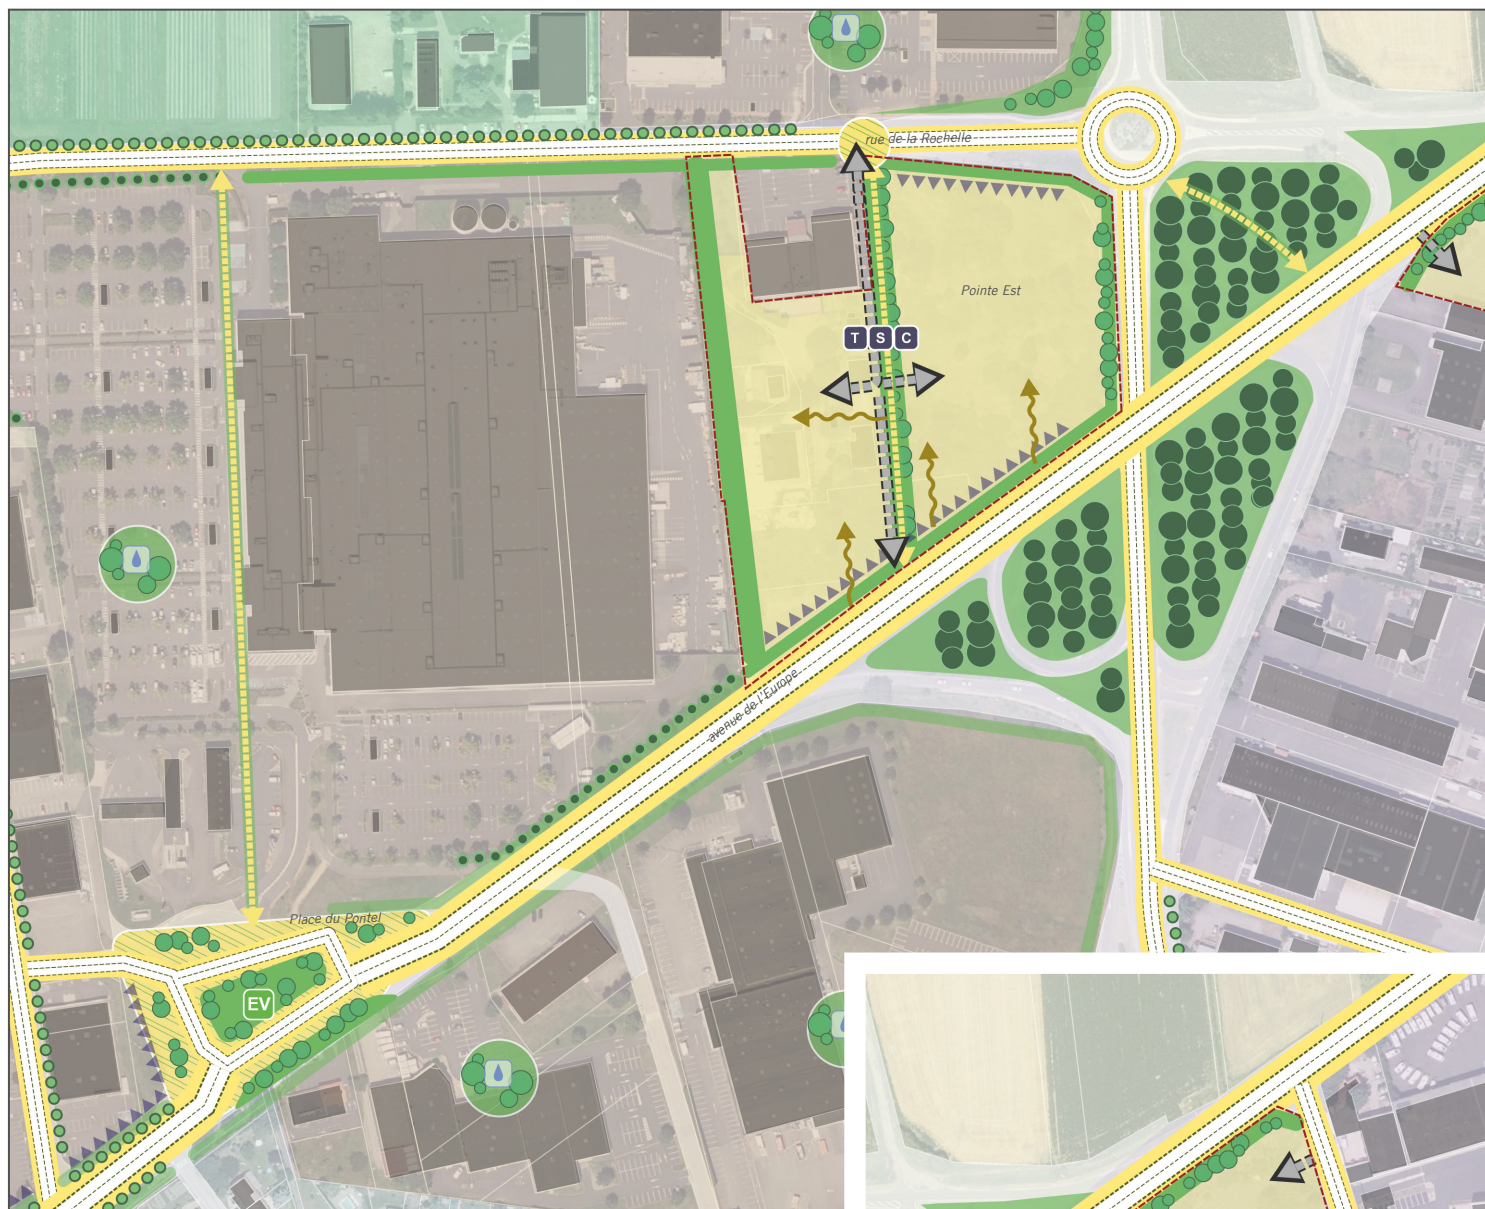 rue de la Rochelle
Pointe Est
T S C
avenue de l'Europe
Place du Pontel
EV